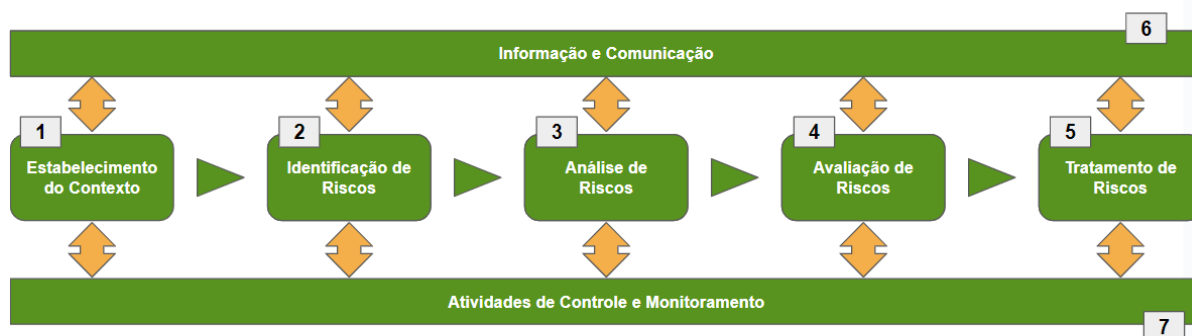 6
Informação e Comunicação
1
Estabelecimento
do Contexto
2
Identificação de
Riscos
3
Análise de
Riscos
4
Avaliação de
Riscos
5
Tratamento de
Riscos
Atividades de Controle e Monitoramento
7